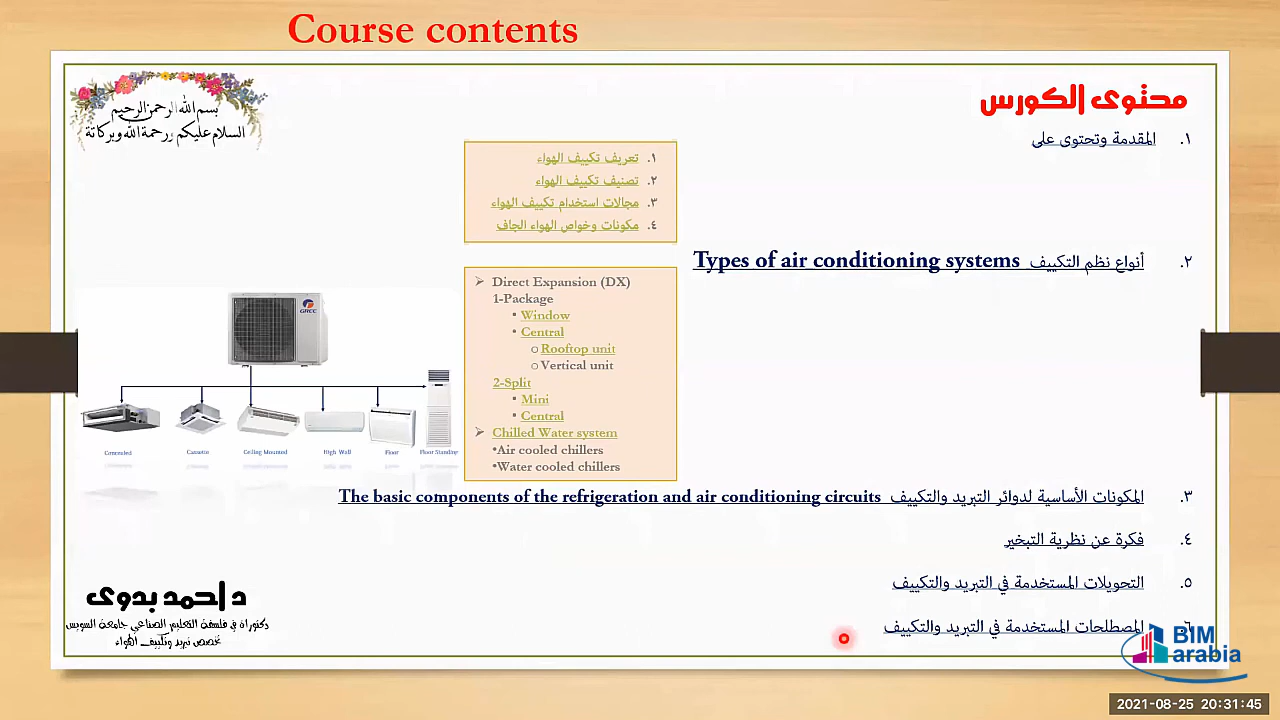 Course contents
بسم الله الرحمن الرحيم
السلام عليكم ورحمة الله وبركاتة
محتوى الكورس
١. المقدمة وتحتوى على
١. تعريف تكييف الهواء
٢. تصنيف تكييف الهواء
٣. مجالات استخدام تكييف الهواء
٤. مكونات وخواص الهواء الجاف
٢. أنواع نظم التكييف Types of air conditioning systems
➢ Direct Expansion (DX)
1-Package
• Window
• Central
o Rooftop unit
o Vertical unit
2-Split
• Mini
• Central
➢ Chilled Water system
•Air cooled chillers
•Water cooled chillers
GREE
Concealed
Cassette
Ceiling Mounted
High Wall
Floor
Floor Standing
٣. المكونات الأساسية لدوائر التبريد والتكييف The basic components of the refrigeration and air conditioning circuits
٤. فكرة عن نظرية التبخير
٥. التحويلات المستخدمة في التبريد والتكييف
٦. المصطلحات المستخدمة في التبريد والتكييف
د احمد بدوى
دكتوراة في فلسفة التعليم الصناعي جامعة السويس
تخصص تبريد وتكييف الهواء
BIM
arabia
2021-08-25 20:31:45